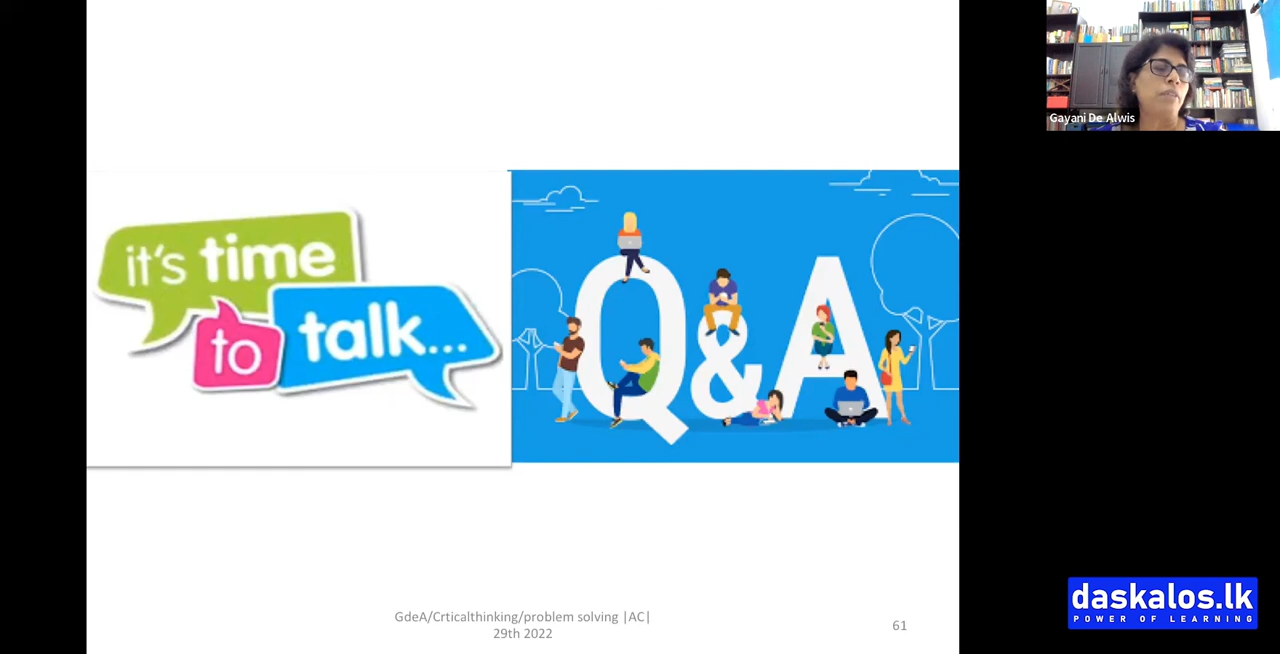 it's time
to talk...
Q&A
GdeA/Crticalthinking/problem solving |AC|
29th 2022
61
Gayani De Alwis
daskalos.lk
POWER OF LEARNING